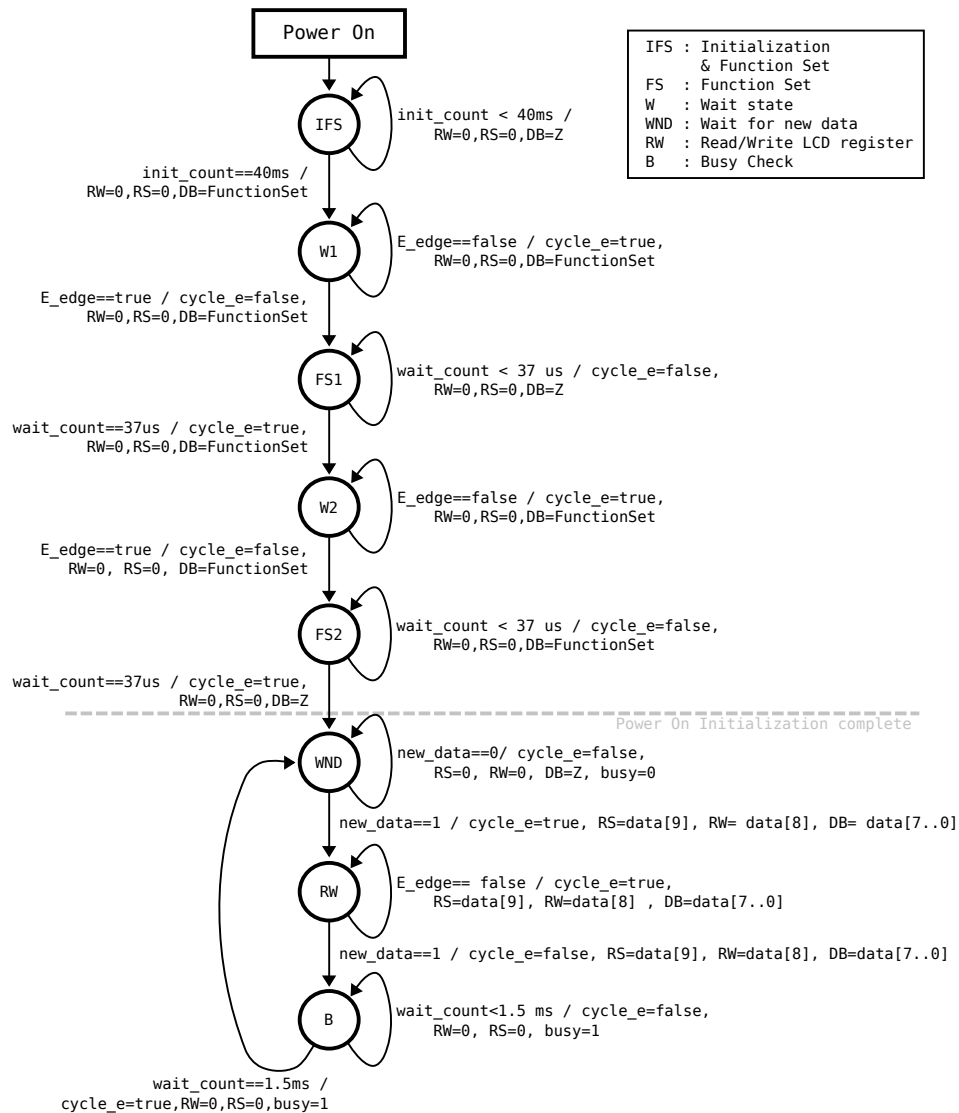 Power On
IFS : Initialization
& Function Set
FS : Function Set
W : Wait state
WND : Wait for new data
RW : Read/Write LCD register
B : Busy Check
IFS
init_count < 40ms /
RW=0,RS=0,DB=Z
init_count==40ms /
RW=0,RS=0,DB=FunctionSet
W1
E_edge==false / cycle_e=true,
RW=0,RS=0,DB=FunctionSet
E_edge==true / cycle_e=false,
RW=0,RS=0,DB=FunctionSet
FS1
wait_count < 37 us / cycle_e=false,
RW=0,RS=0,DB=Z
wait_count==37us / cycle_e=true,
RW=0,RS=0,DB=FunctionSet
W2
E_edge==false / cycle_e=true,
RW=0,RS=0,DB=FunctionSet
E_edge==true / cycle_e=false,
RW=0, RS=0, DB=FunctionSet
FS2
wait_count < 37 us / cycle_e=false,
RW=0,RS=0,DB=FunctionSet
wait_count==37us / cycle_e=true,
RW=0,RS=0,DB=Z
Power On Initialization complete
WND
new_data==0/ cycle_e=false,
RS=0, RW=0, DB=Z, busy=0
new_data==1 / cycle_e=true, RS=data[9], RW= data[8], DB= data[7..0]
RW
E_edge== false / cycle_e=true,
RS=data[9], RW=data[8] , DB=data[7..0]
new_data==1 / cycle_e=false, RS=data[9], RW=data[8], DB=data[7..0]
B
wait_count<1.5 ms / cycle_e=false,
RW=0, RS=0, busy=1
wait_count==1.5ms /
cycle_e=true,RW=0,RS=0,busy=1